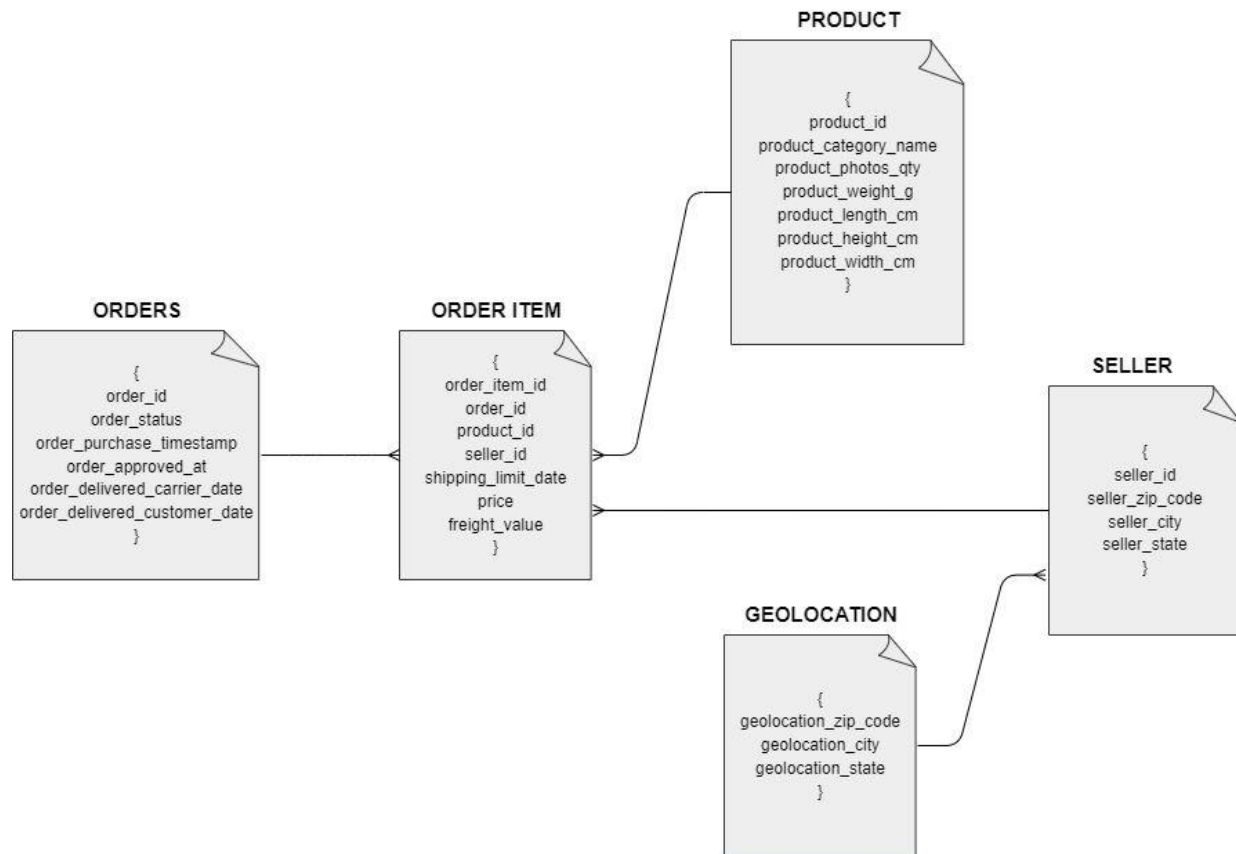 PRODUCT
{
product_id
product_category_name
product_photos_qty
product_weight_g
product_length_cm
product_height_cm
product_width_cm
}
ORDERS
{
order_id
order_status
order_purchase_timestamp
order_approved_at
order_delivered_carrier_date
order_delivered_customer_date
}
ORDER ITEM
{
order_item_id
order_id
product_id
seller_id
shipping_limit_date
price
freight_value
}
SELLER
{
seller_id
seller_zip_code
seller_city
seller_state
}
GEOLOCATION
{
geolocation_zip_code
geolocation_city
geolocation_state
}